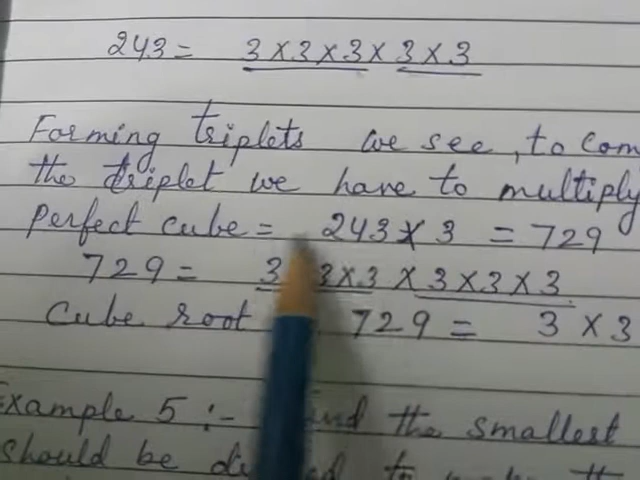 243 = 3 × 3 × 3 × 3 × 3
Forming triplets we see, to com
the triplet we have to multiply
Perfect cube = 243 × 3 = 729
729 = 3 3 × 3 × 3 × 3 × 3
Cube root 729 = 3 × 3
Example 5 :- the smallest
should be